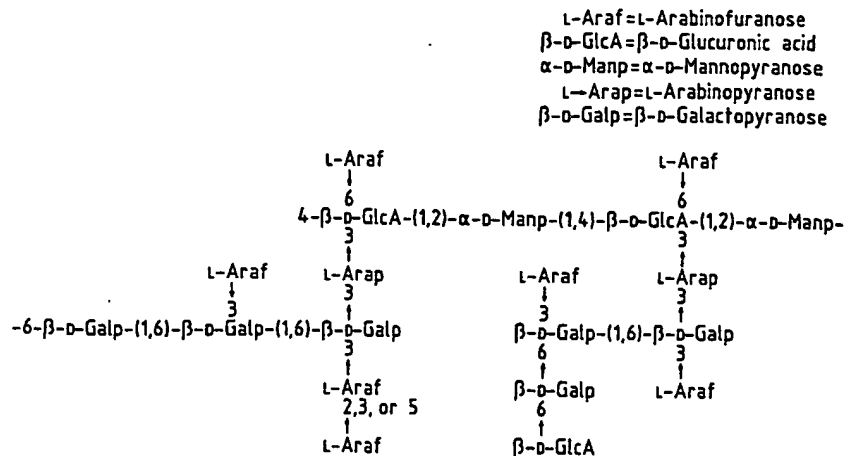 L-Araf=L-Arabinofuranose
β-D-GlcA=β-D-Glucuronic acid
α-D-Manp=α-D-Mannopyranose
L→Arap=L-Arabinopyranose
β-D-Galp=β-D-Galactopyranose
L-Araf L-Araf
↓ ↓
6 6
4-β-D-GlcA-(1,2)-α-D-Manp-(1,4)-β-D-GlcA-(1,2)-α-D-Manp-
3 3
↑ ↑
L-Araf L-Arap L-Araf L-Arap
↓ 3 ↓ 3
3 ↑ 3 ↑
-6-β-D-Galp-(1,6)-β-D-Galp-(1,6)-β-D-Galp β-D-Galp-(1,6)-β-D-Galp
3 6 3
↑ ↑ ↑
L-Araf β-D-Galp L-Araf
2,3, or 5 6
↑ ↑
L-Araf β-D-GlcA